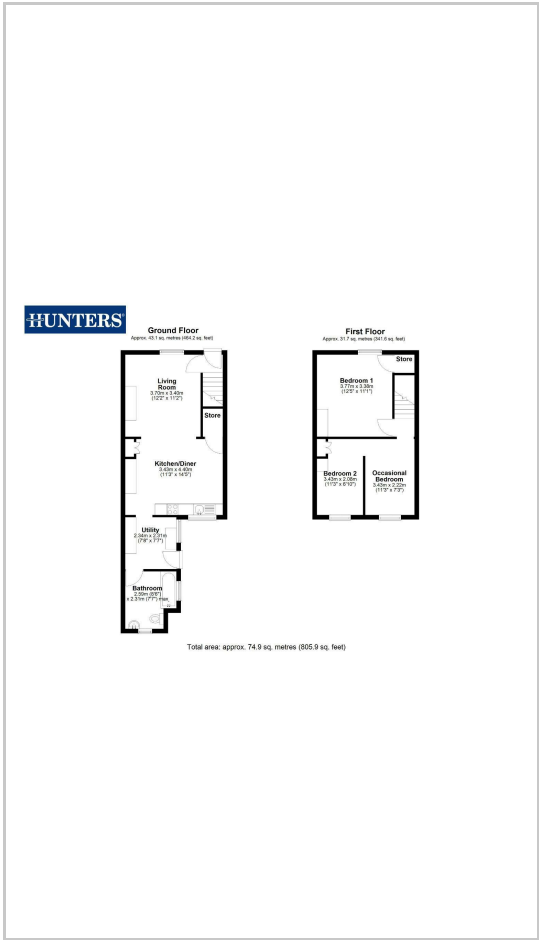 HUNTERS
Ground Floor
Approx. 43.1 sq. metres (464.2 sq. feet)
Living
Room
3.70m x 3.40m
(12'2" x 11'2")
Store
Kitchen/Diner
3.43m x 4.40m
(11'3" x 14'5")
Utility
2.34m x 2.31m
(7'8" x 7'7")
Bathroom
2.59m (8'6")
x 2.31m (7'7") max
First Floor
Approx. 31.7 sq. metres (341.6 sq. feet)
Store
Bedroom 1
3.77m x 3.38m
(12'5" x 11'1")
Bedroom 2
3.43m x 2.08m
(11'3" x 6'10")
Occasional
Bedroom
3.43m x 2.22m
(11'3" x 7'3")
Total area: approx. 74.9 sq. metres (805.9 sq. feet)